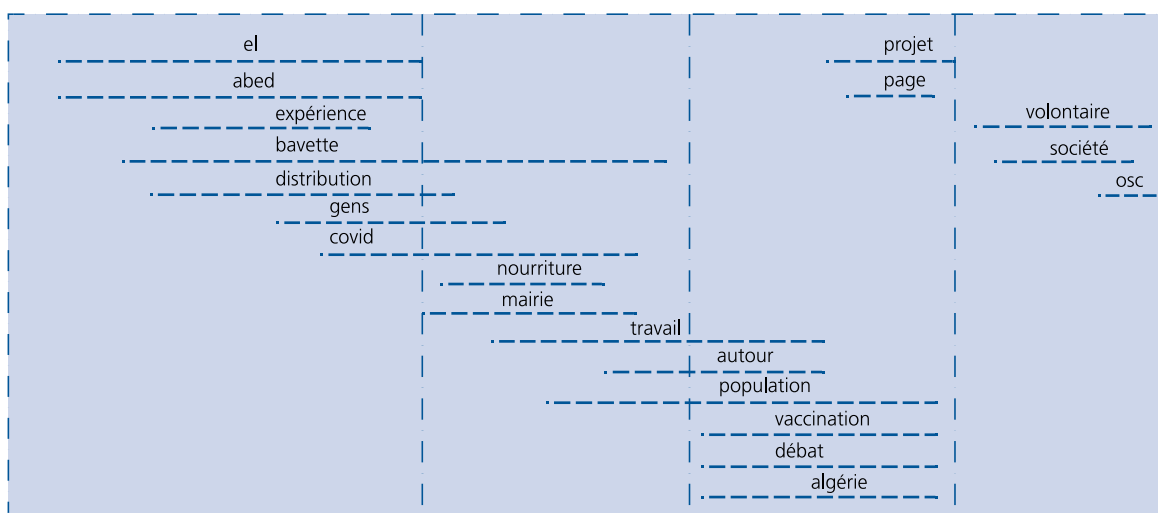 el
projet
abed
page
expérience
volontaire
bavette
société
distribution
osc
gens
covid
nourriture
mairie
travail
autour
population
vaccination
débat
algérie